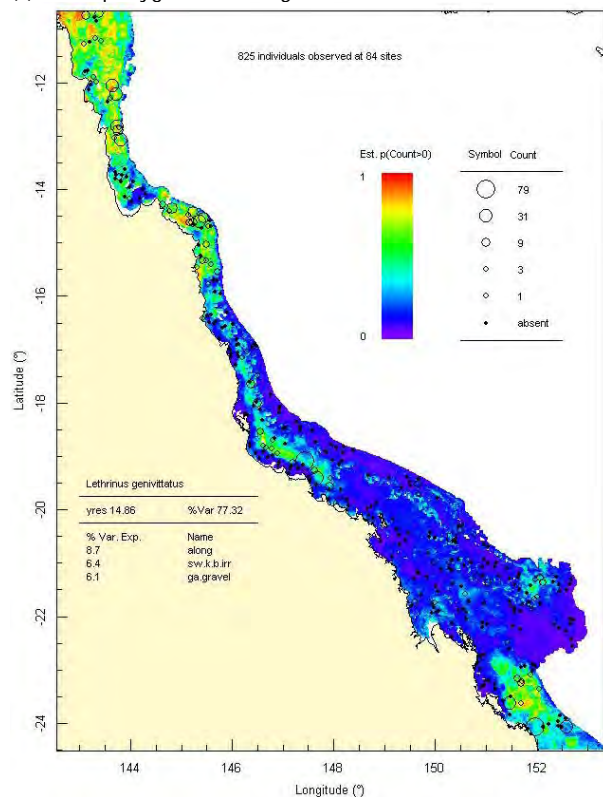 825 individuals observed at 84 sites
Est. p(Count>0)
1
0
Symbol Count
79
31
9
3
1
absent
Lethrinus genivittatus
yres 14.86 %Var 77.32
% Var. Exp. Name
8.7 along
6.4 sw.k.b.irr
6.1 ga.gravel
Latitude (°)
-12
-14
-16
-18
-20
-22
-24
144 146 148 150 152
Longitude (°)